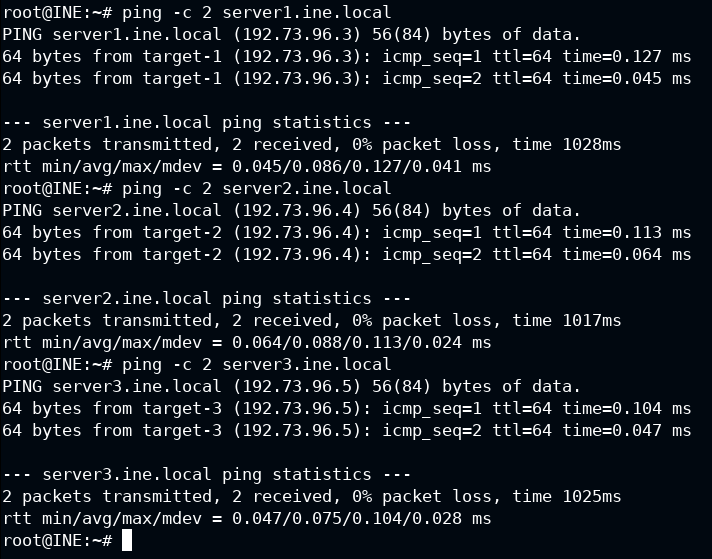 root@INE:~# ping -c 2 server1.ine.local
PING server1.ine.local (192.73.96.3) 56(84) bytes of data.
64 bytes from target-1 (192.73.96.3): icmp_seq=1 ttl=64 time=0.127 ms
64 bytes from target-1 (192.73.96.3): icmp_seq=2 ttl=64 time=0.045 ms

--- server1.ine.local ping statistics ---
2 packets transmitted, 2 received, 0% packet loss, time 1028ms
rtt min/avg/max/mdev = 0.045/0.086/0.127/0.041 ms
root@INE:~# ping -c 2 server2.ine.local
PING server2.ine.local (192.73.96.4) 56(84) bytes of data.
64 bytes from target-2 (192.73.96.4): icmp_seq=1 ttl=64 time=0.113 ms
64 bytes from target-2 (192.73.96.4): icmp_seq=2 ttl=64 time=0.064 ms

--- server2.ine.local ping statistics ---
2 packets transmitted, 2 received, 0% packet loss, time 1017ms
rtt min/avg/max/mdev = 0.064/0.088/0.113/0.024 ms
root@INE:~# ping -c 2 server3.ine.local
PING server3.ine.local (192.73.96.5) 56(84) bytes of data.
64 bytes from target-3 (192.73.96.5): icmp_seq=1 ttl=64 time=0.104 ms
64 bytes from target-3 (192.73.96.5): icmp_seq=2 ttl=64 time=0.047 ms

--- server3.ine.local ping statistics ---
2 packets transmitted, 2 received, 0% packet loss, time 1025ms
rtt min/avg/max/mdev = 0.047/0.075/0.104/0.028 ms
root@INE:~#